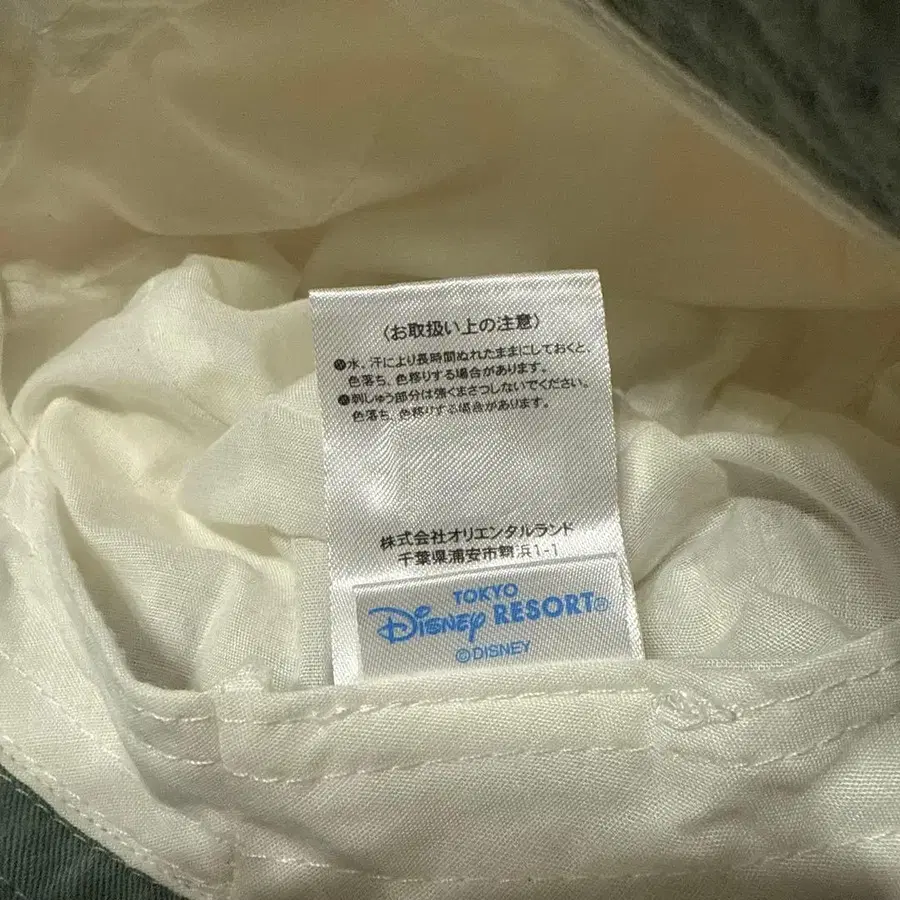 〈お取扱い上の注意〉
●水、汗により長時間ぬれたままにしておくと、
色落ち、色移りする場合があります。
●刺しゅう部分は強くまさつしないでください。
色落ち、色移りする場合があります。
株式会社オリエンタルランド
千葉県浦安市舞浜1-1
TOKYO
Disney RESORT®
©DISNEY